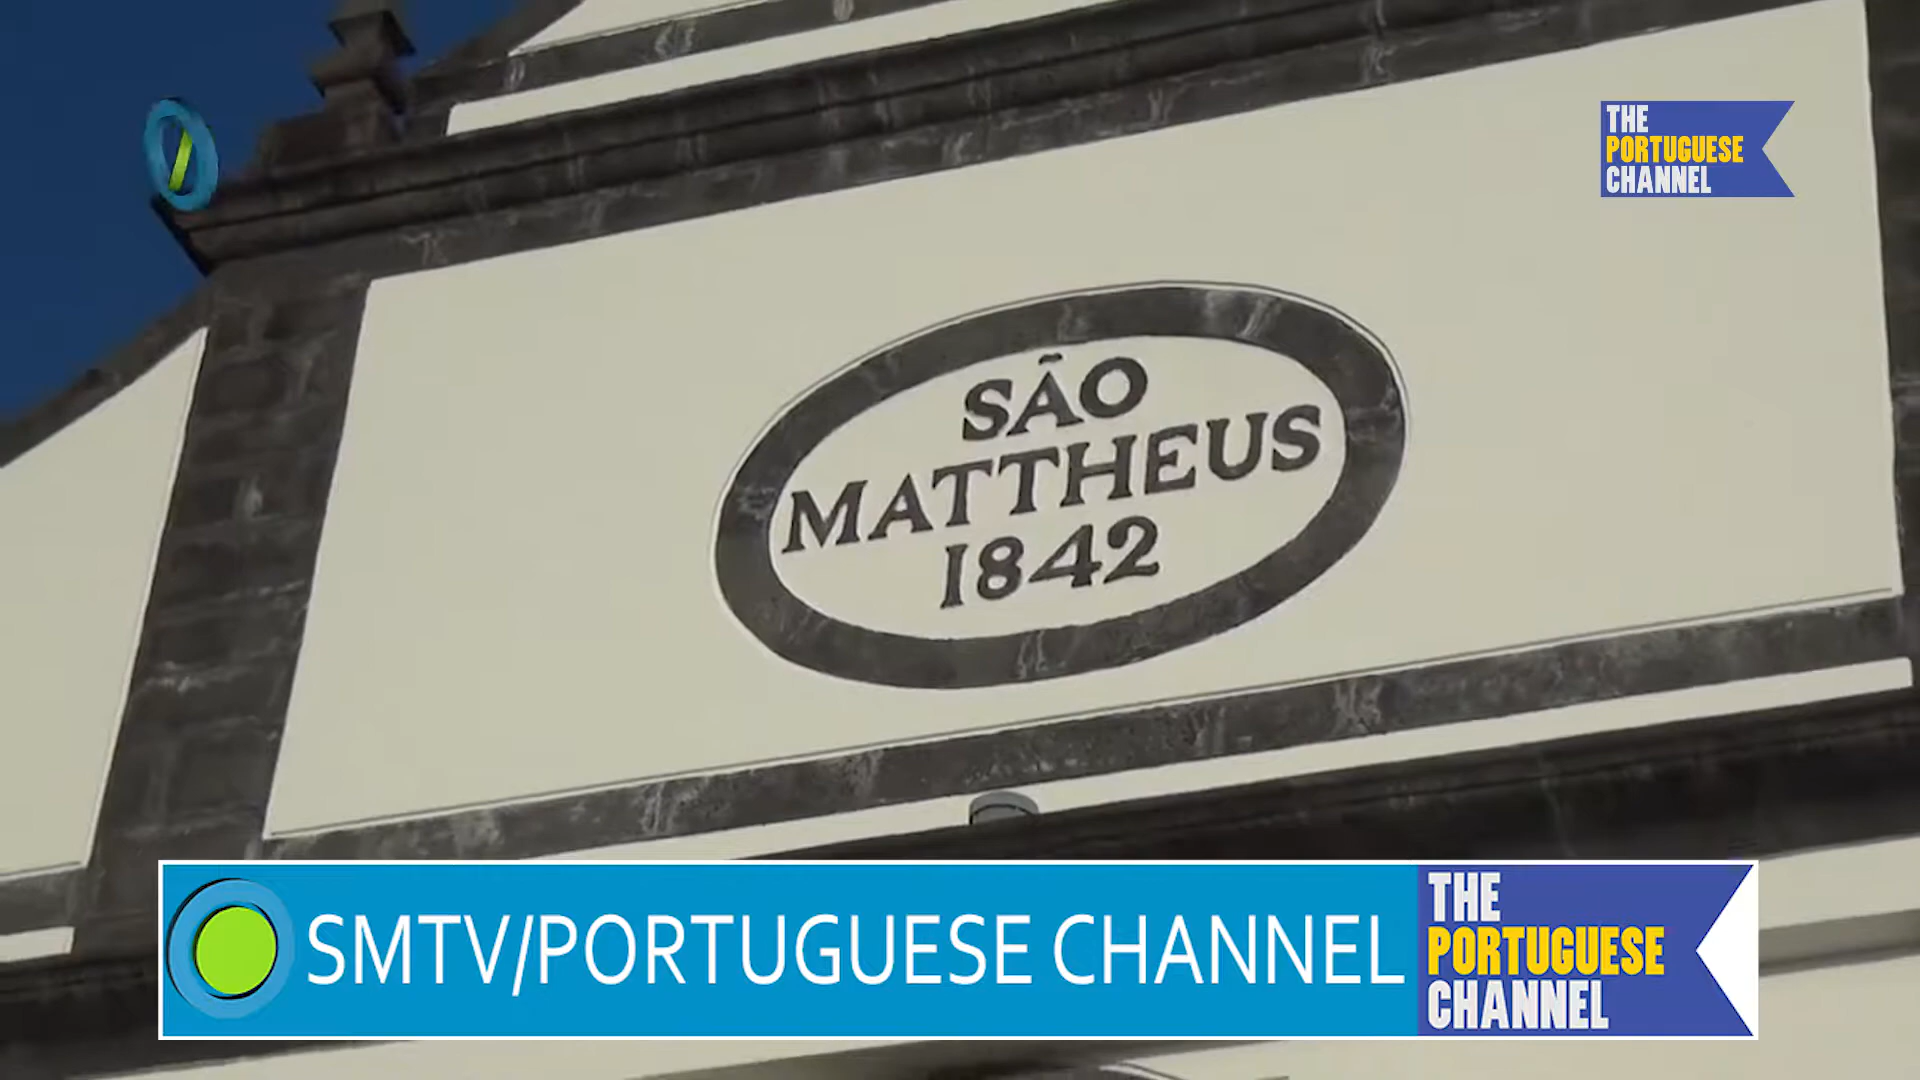 THE
PORTUGUESE
CHANNEL
SÃO
MATTHEUS
1842
SMTV/PORTUGUESE CHANNEL
THE
PORTUGUESE
CHANNEL